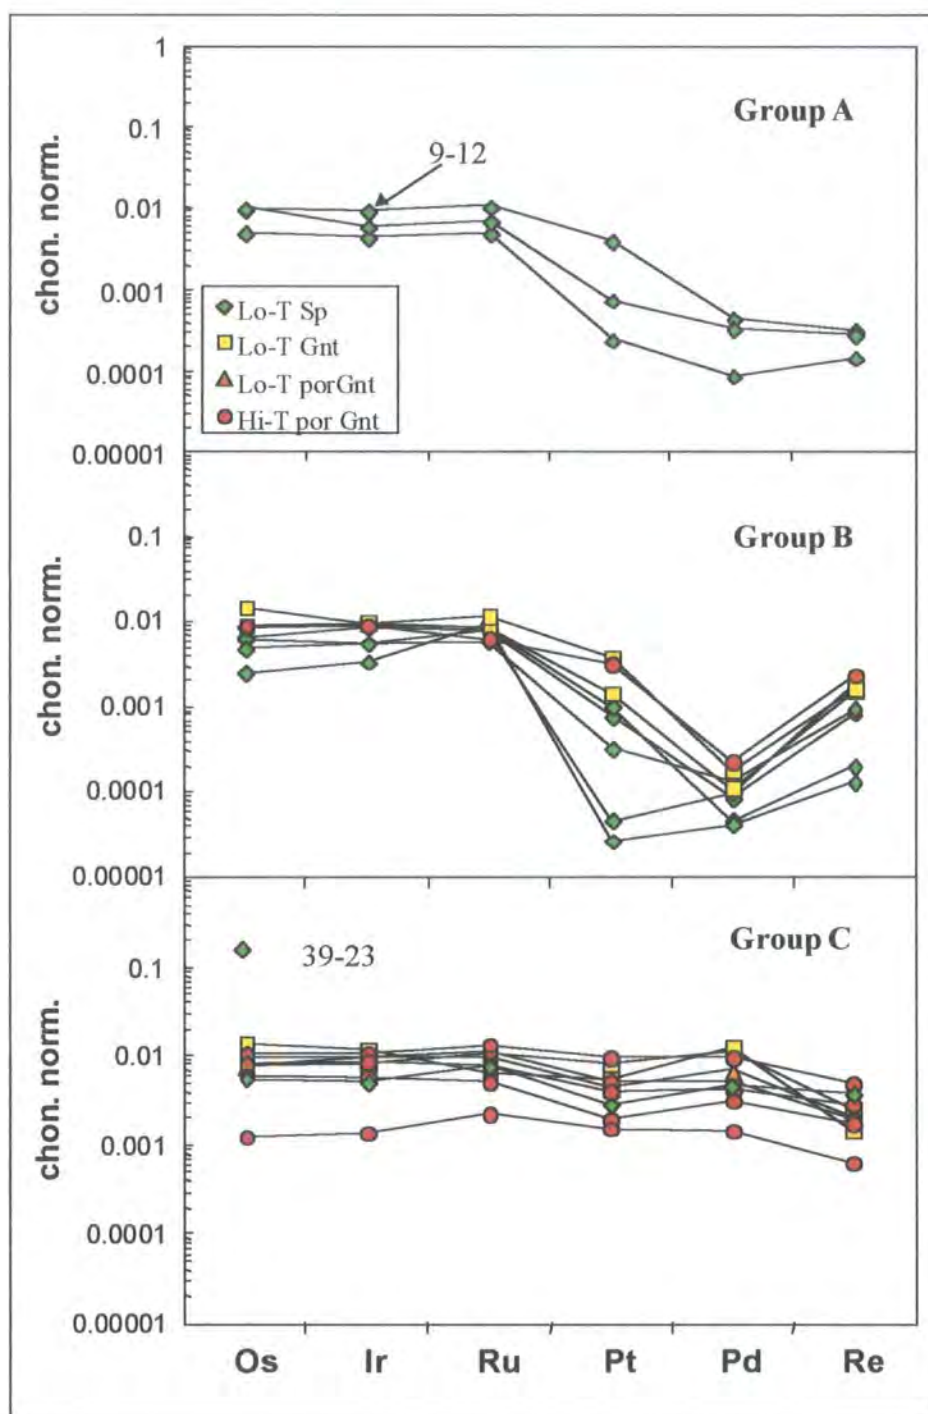 1
Group A
0.1
9-12
0.01
chon. norm.
0.001
Lo-T Sp
Lo-T Gnt
0.0001
Lo-T porGnt
Hi-T por Gnt
0.00001
Group B
0.1
0.01
chon. norm.
0.001
0.0001
0.00001
Group C
39-23
0.1
0.01
chon. norm.
0.001
0.0001
0.00001
Os Ir Ru Pt Pd Re